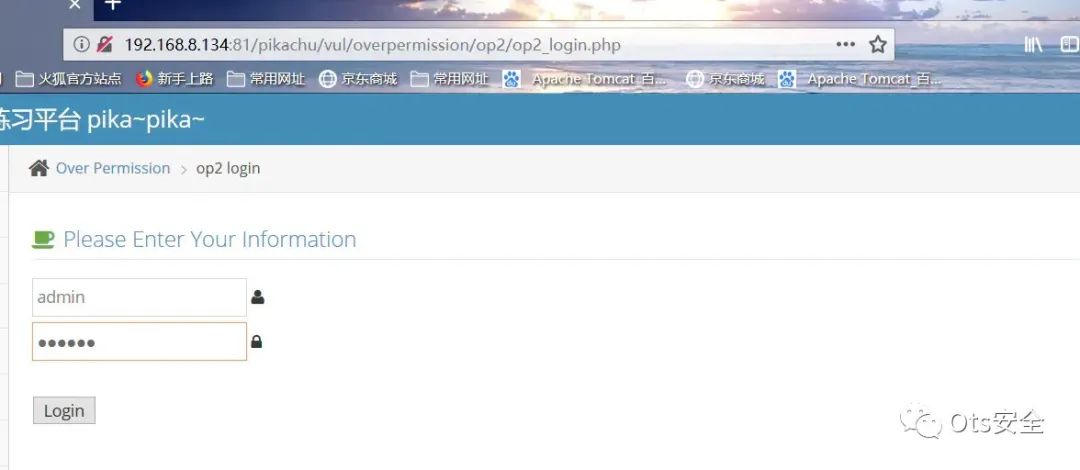 192.168.8.134:81/pikachu/vul/overpermission/op2/op2_login.php
火狐官方站点 新手上路 常用网址 京东商城 常用网址 Apache Tomcat_百... 京东商城 Apache Tomcat_百...
练习平台 pika~pika~
Over Permission > op2 login
Please Enter Your Information
admin
••••••
Login
Ots安全